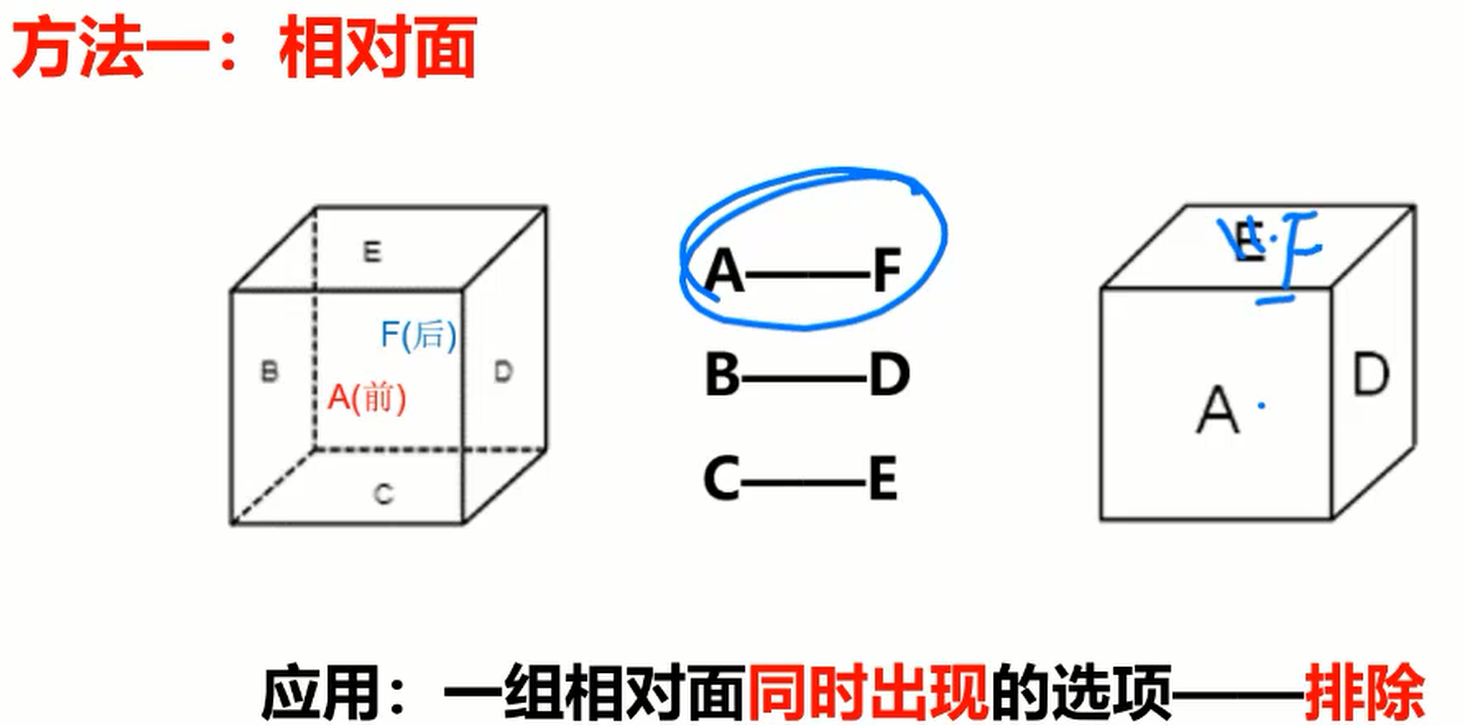 方法一：相对面
E
F(后)
B
D
A(前)
C
A——F
B——D
C——E
E F
A
D
应用：一组相对面同时出现的选项——排除